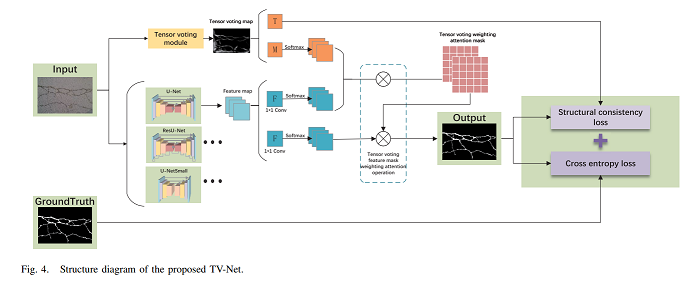 Tensor voting map
Tensor voting
module
T
M
Softmax
Tensor voting weighting
attention mask
Input
U-Net
Feature map
F
Softmax
1×1 Conv
ResU-Net
F
Softmax
1×1 Conv
U-NetSmall
Tensor voting
feature mask
weighting attention
operation
Output
Structural consistency
loss
Cross entropy loss
GroundTruth
Fig. 4. Structure diagram of the proposed TV-Net.